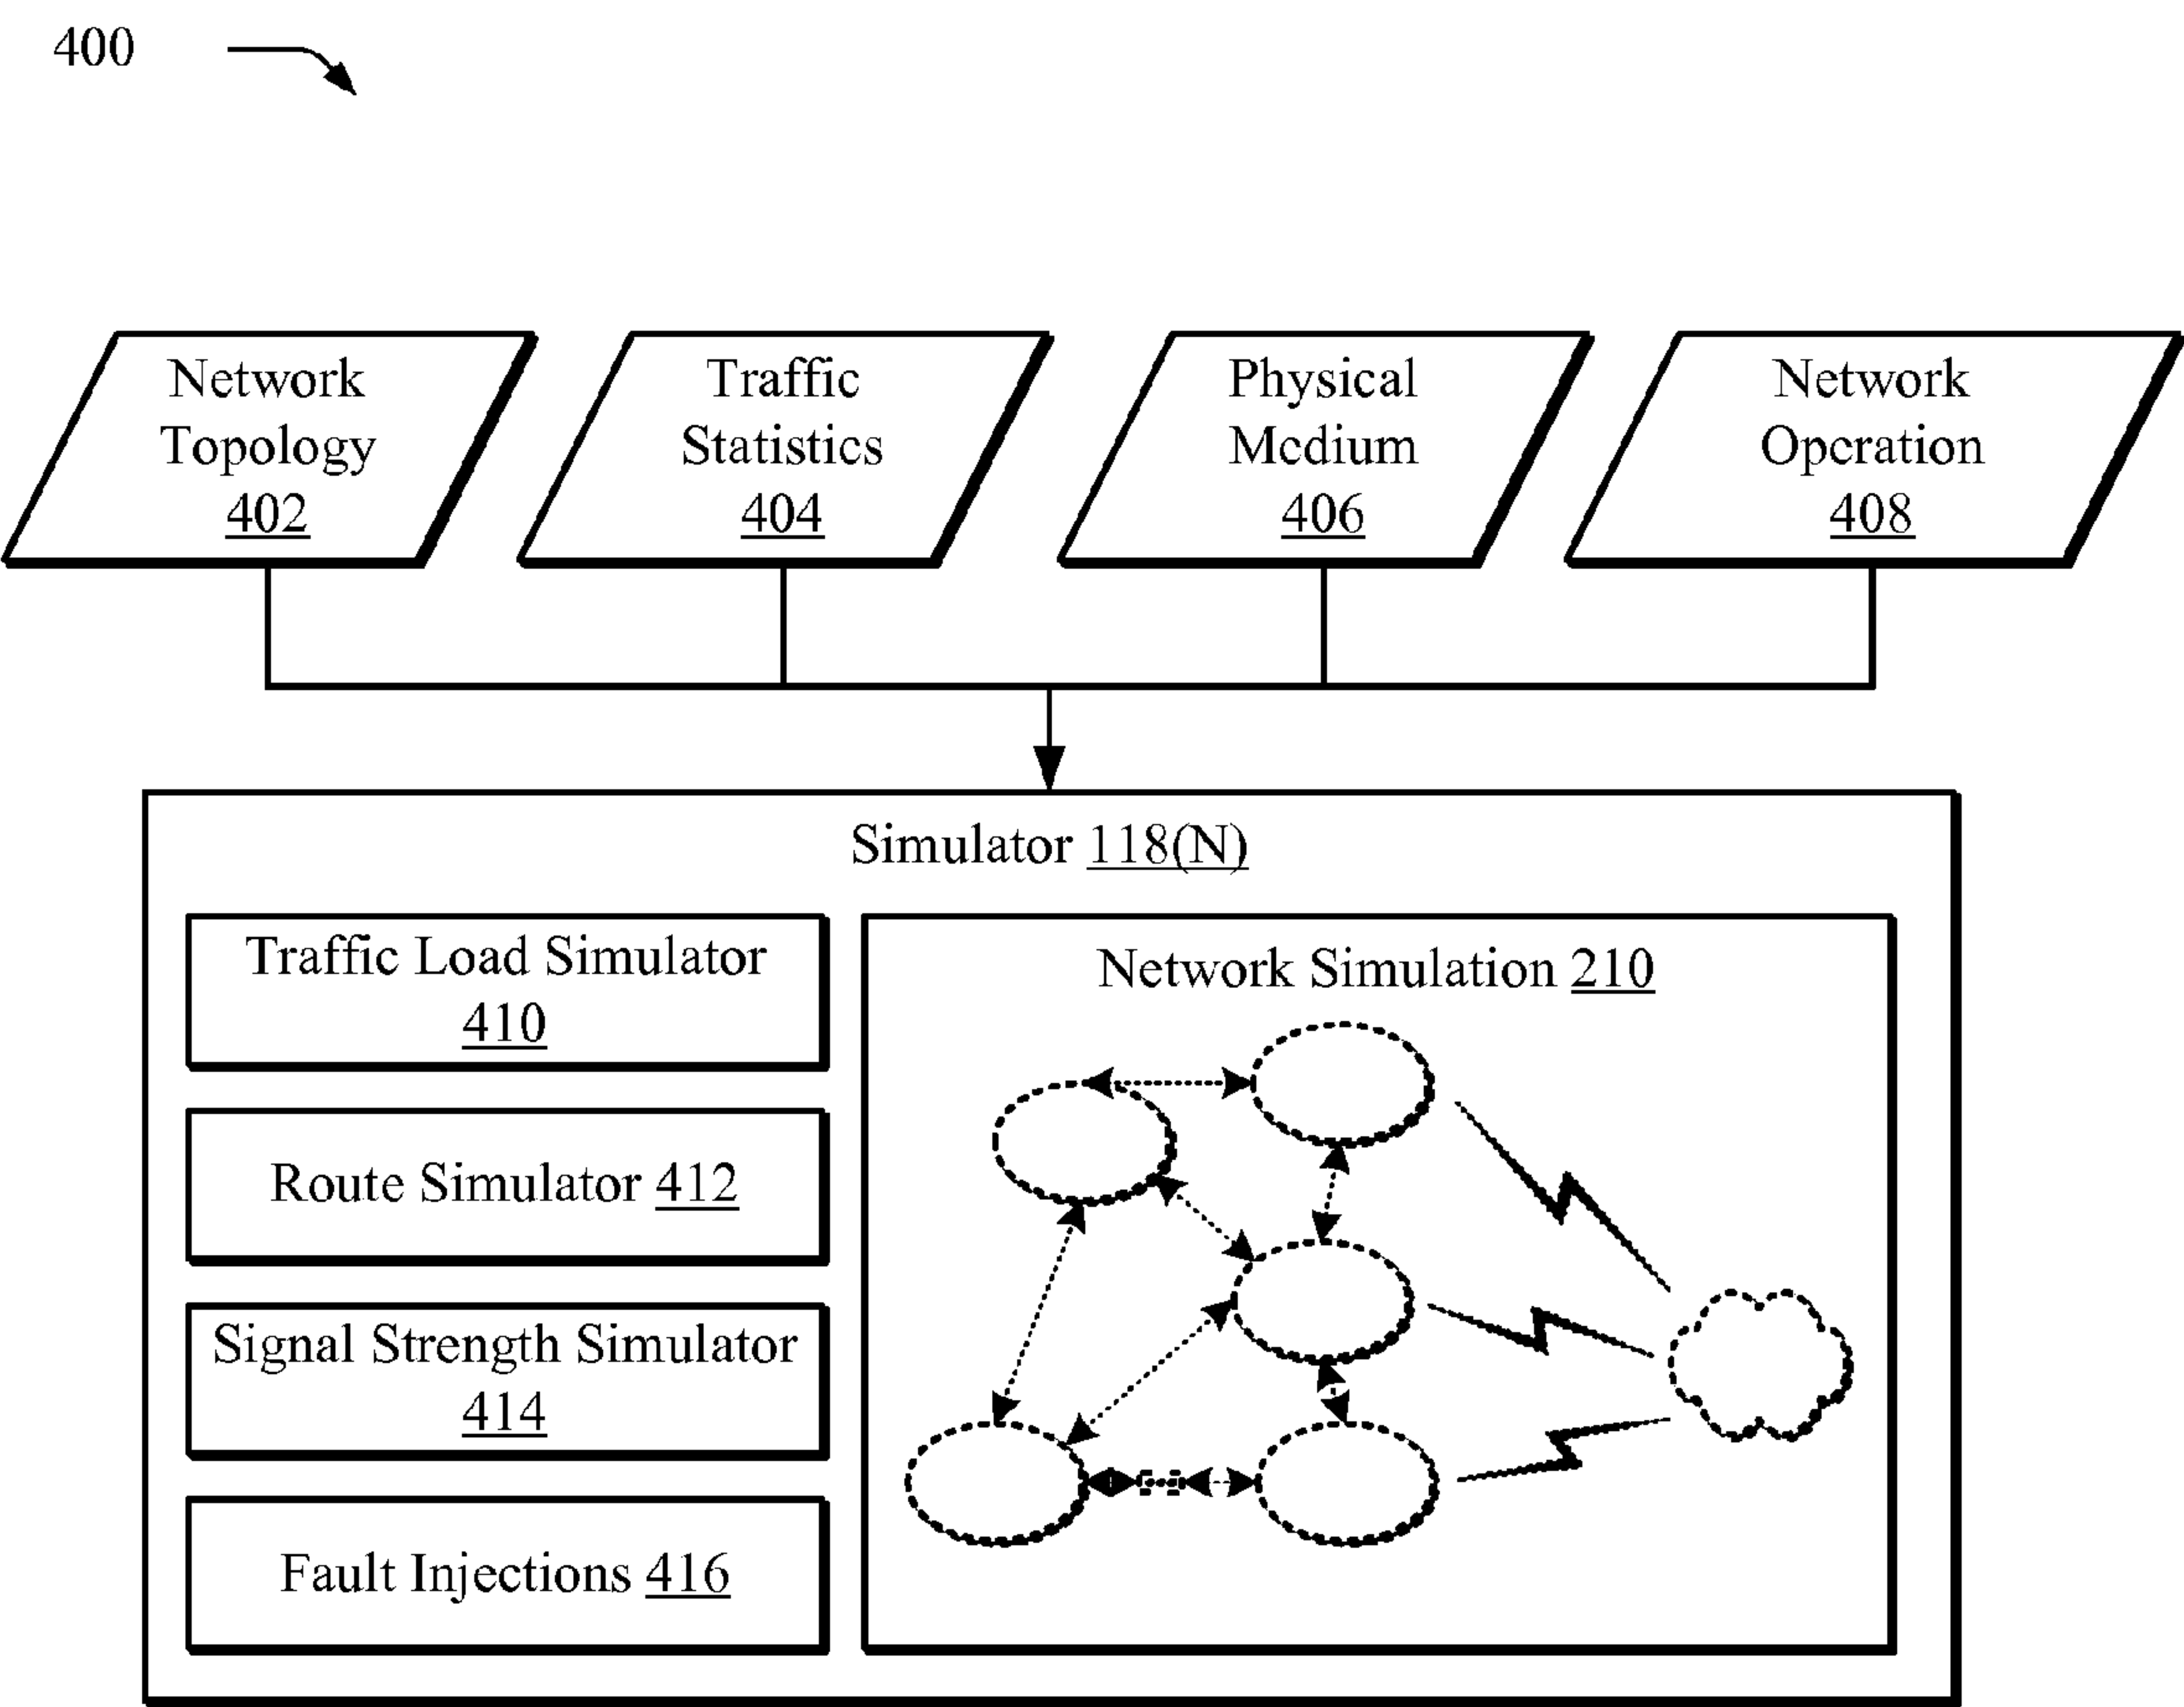 400
Network
Topology
402
Traffic
Statistics
404
Physical
Medium
406
Network
Operation
408
Simulator 118(N)
Traffic Load Simulator
410
Route Simulator 412
Signal Strength Simulator
414
Fault Injections 416
Network Simulation 210